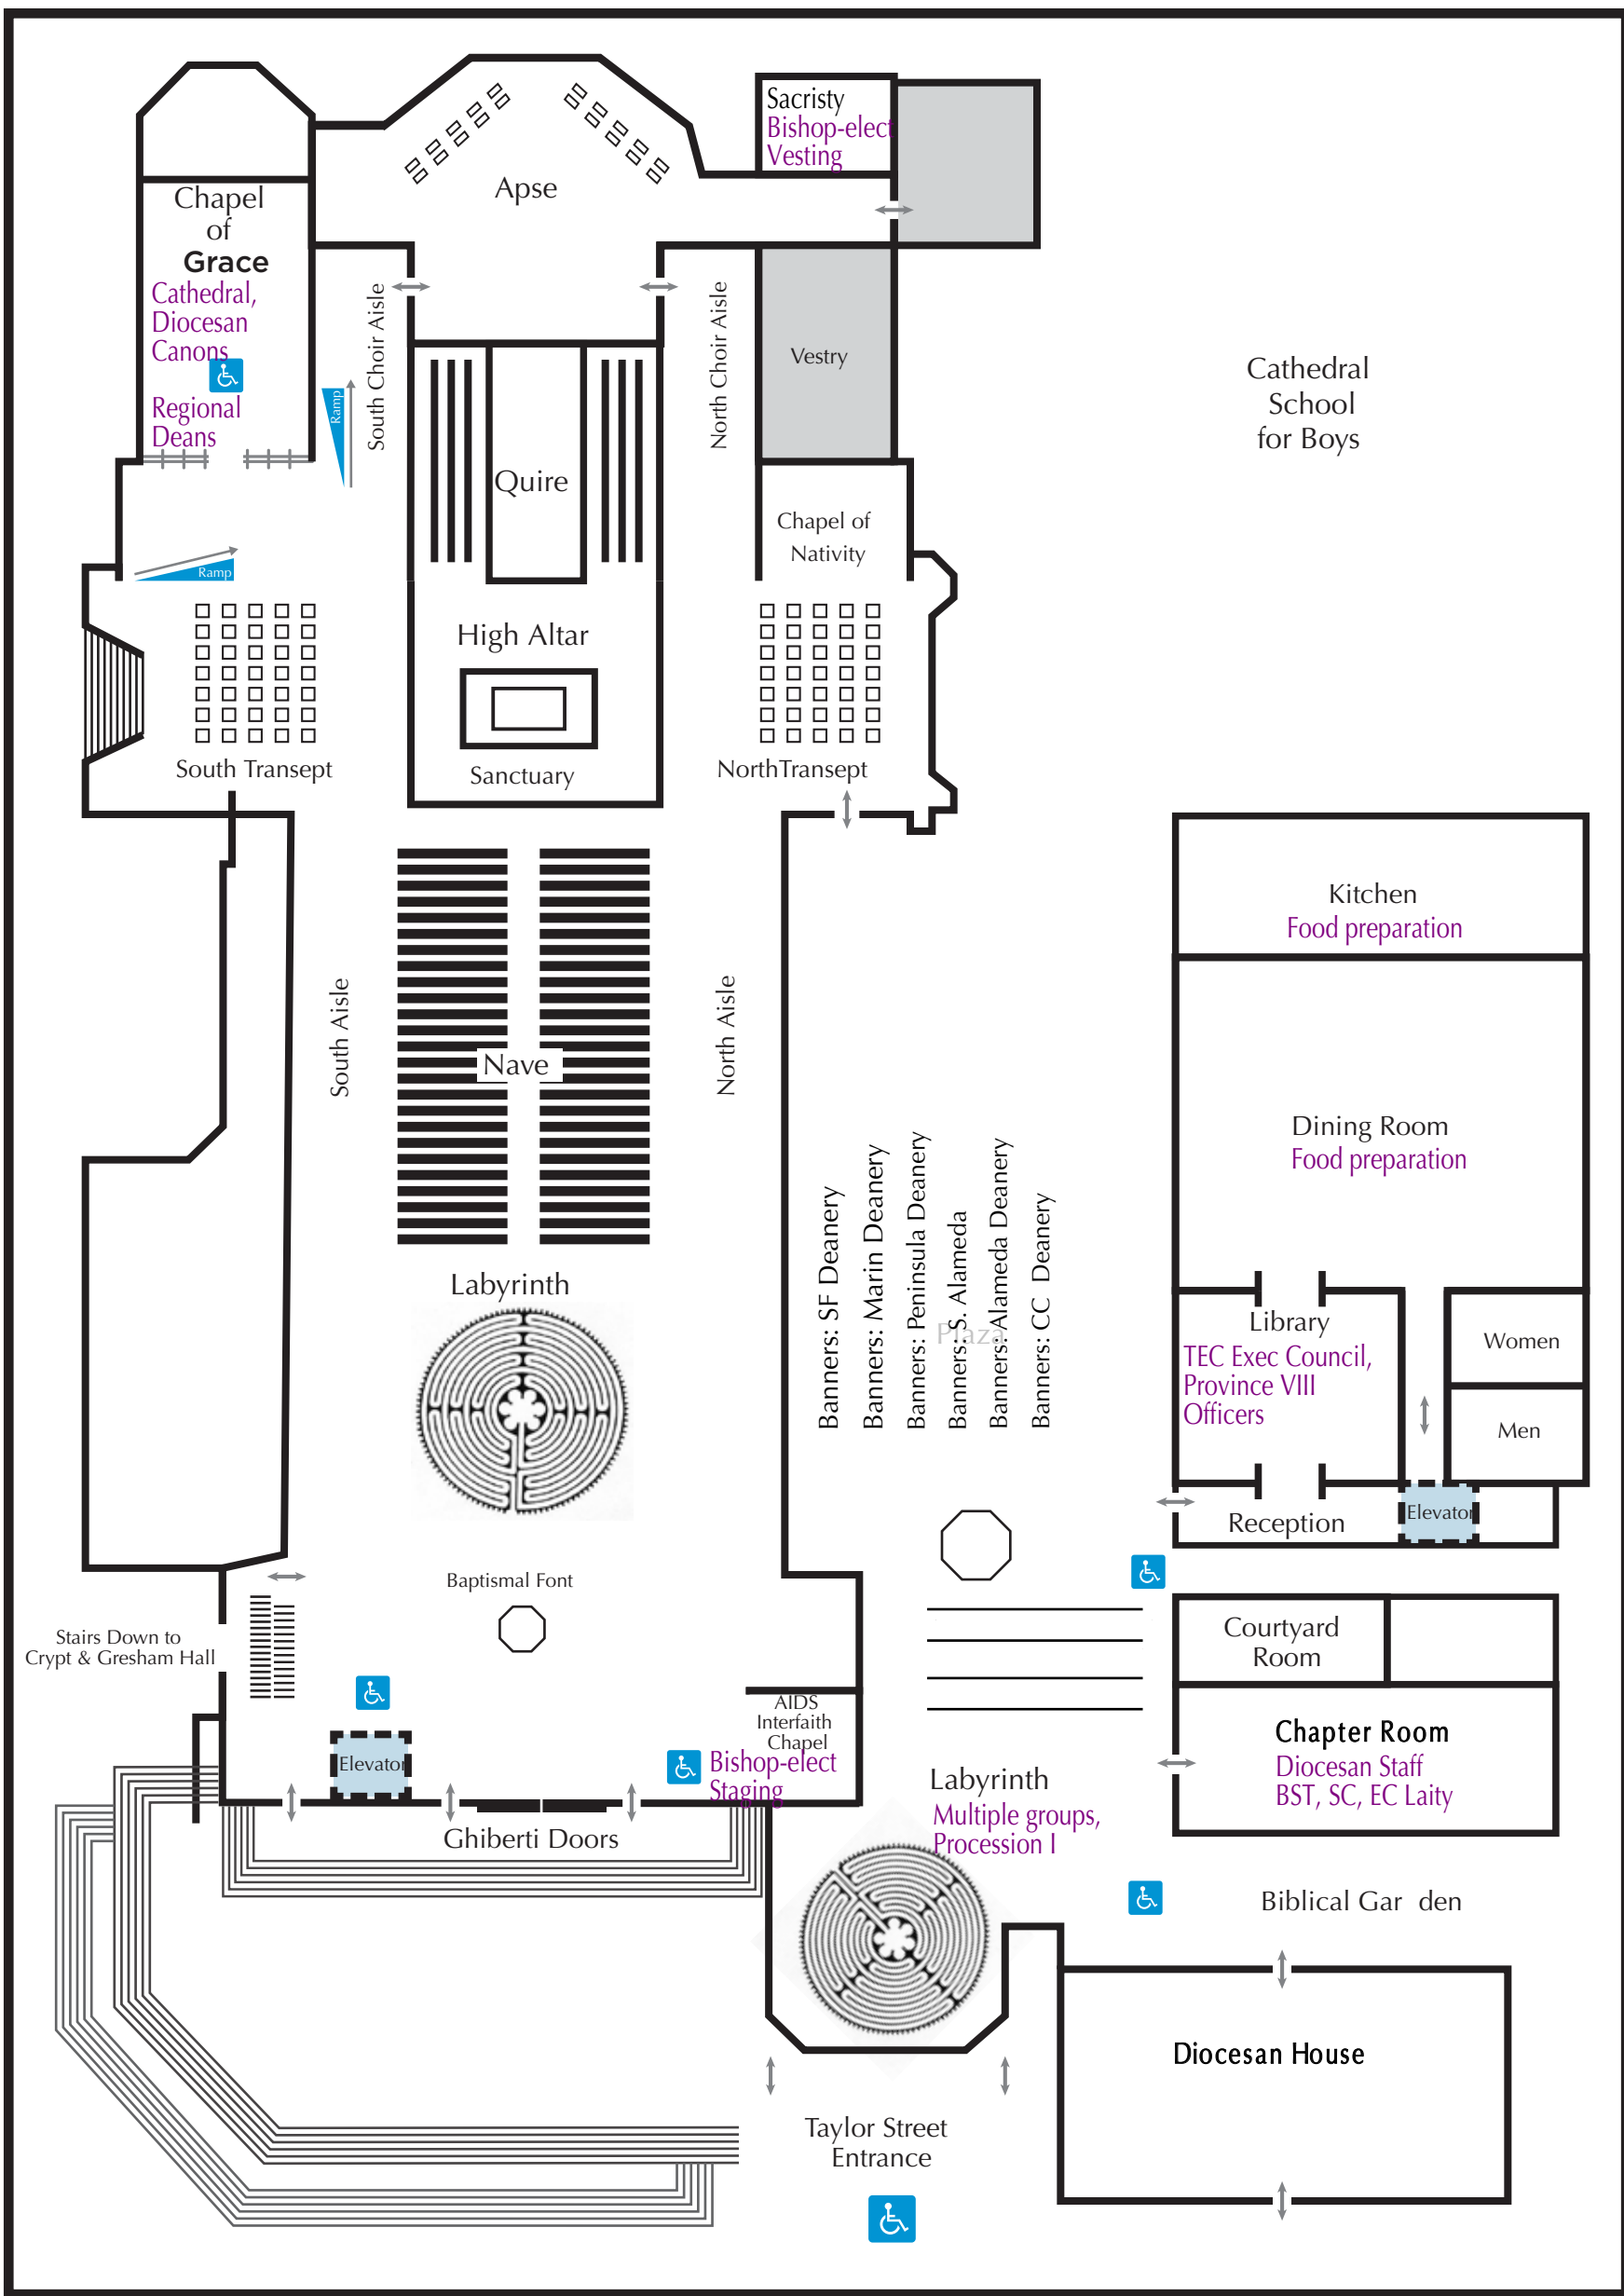 Sacristy
Bishop-elect
Vesting
Apse
Chapel
of
Grace
Cathedral,
Diocesan
Canons
Regional
Deans
Ramp
South Choir Aisle
North Choir Aisle
Vestry
Cathedral
School
for Boys
Quire
Chapel of
Nativity
Ramp
High Altar
Sanctuary
South Transept
NorthTransept
Kitchen
Food preparation
South Aisle
Nave
North Aisle
Dining Room
Food preparation
Banners: SF Deanery
Banners: Marin Deanery
Banners: Peninsula Deanery
Banners: S. Alameda
Banners: Alameda Deanery
Banners: CC Deanery
Plaza
Labyrinth
Library
TEC Exec Council,
Province VIII
Officers
Women
Men
Reception
Elevator
Baptismal Font
Stairs Down to
Crypt & Gresham Hall
Courtyard
Room
AIDS
Interfaith
Chapel
Bishop-elect
Staging
Elevator
Chapter Room
Diocesan Staff
BST, SC, EC Laity
Labyrinth
Multiple groups,
Procession I
Ghiberti Doors
Biblical Gar den
Diocesan House
Taylor Street
Entrance